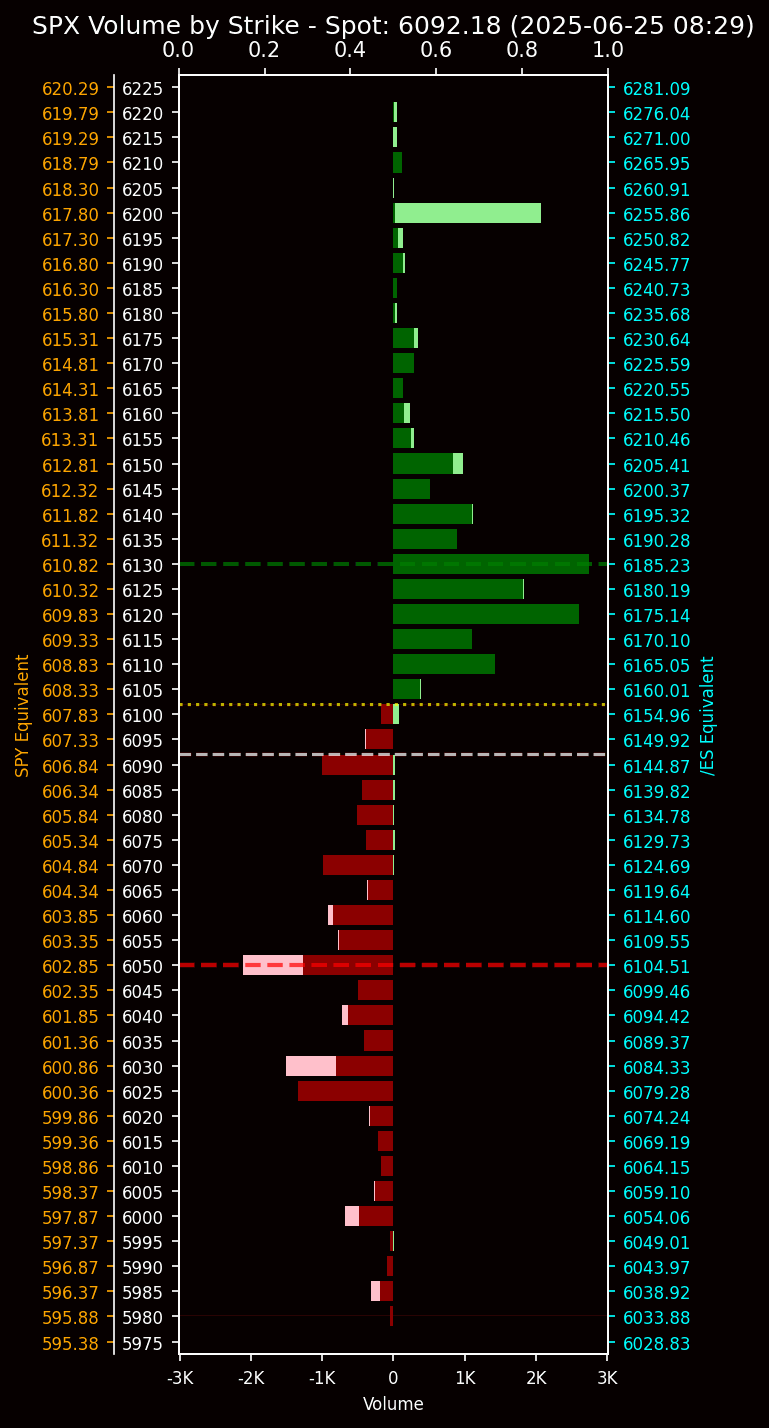 SPX Volume by Strike - Spot: 6092.18 (2025-06-25 08:29)
0.0 0.2 0.4 0.6 0.8 1.0
620.29 6225 6281.09
619.79 6220 6276.04
619.29 6215 6271.00
618.79 6210 6265.95
618.30 6205 6260.91
617.80 6200 6255.86
617.30 6195 6250.82
616.80 6190 6245.77
616.30 6185 6240.73
615.80 6180 6235.68
615.31 6175 6230.64
614.81 6170 6225.59
614.31 6165 6220.55
613.81 6160 6215.50
613.31 6155 6210.46
612.81 6150 6205.41
612.32 6145 6200.37
611.82 6140 6195.32
611.32 6135 6190.28
610.82 6130 6185.23
610.32 6125 6180.19
609.83 6120 6175.14
609.33 6115 6170.10
608.83 6110 6165.05
608.33 6105 6160.01
607.83 6100 6154.96
607.33 6095 6149.92
606.84 6090 6144.87
606.34 6085 6139.82
605.84 6080 6134.78
605.34 6075 6129.73
604.84 6070 6124.69
604.34 6065 6119.64
603.85 6060 6114.60
603.35 6055 6109.55
602.85 6050 6104.51
602.35 6045 6099.46
601.85 6040 6094.42
601.36 6035 6089.37
600.86 6030 6084.33
600.36 6025 6079.28
599.86 6020 6074.24
599.36 6015 6069.19
598.86 6010 6064.15
598.37 6005 6059.10
597.87 6000 6054.06
597.37 5995 6049.01
596.87 5990 6043.97
596.37 5985 6038.92
595.88 5980 6033.88
595.38 5975 6028.83
SPY Equivalent
/ES Equivalent
-3K -2K -1K 0 1K 2K 3K
Volume